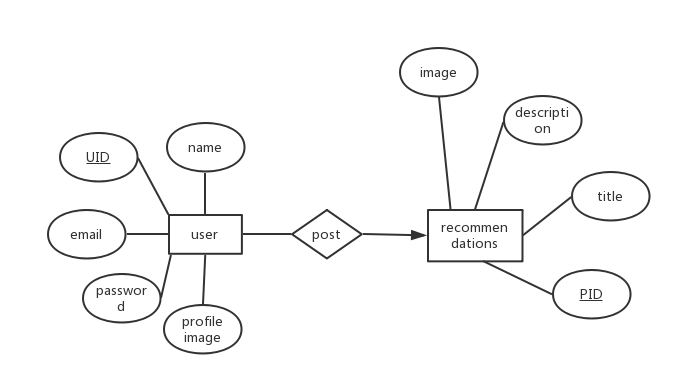 image
descripti
on
UID
name
title
email
user
post
recommen
dations
passwor
d
profile
image
PID